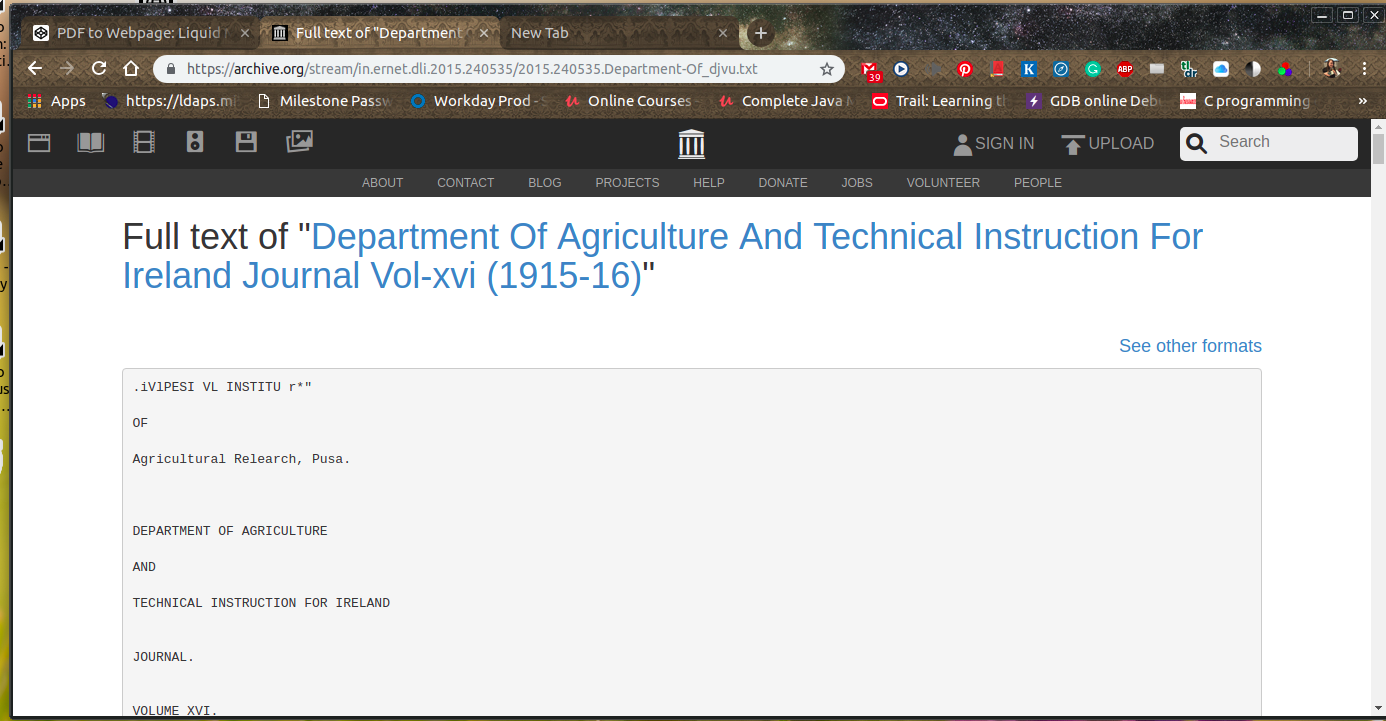 PDF to Webpage: Liquid
Full text of "Department
New Tab
https://archive.org/stream/in.ernet.dli.2015.240535/2015.240535.Department-Of_djvu.txt
39
K
G
ABP
tl;dr
Apps
https://ldaps.m
Milestone Passw
Workday Prod - S
Online Courses
Complete Java
Trail: Learning t
GDB online Deb
C programming
»
SIGN IN
UPLOAD
Search
ABOUT
CONTACT
BLOG
PROJECTS
HELP
DONATE
JOBS
VOLUNTEER
PEOPLE
Full text of "Department Of Agriculture And Technical Instruction For
Ireland Journal Vol-xvi (1915-16)"
See other formats
.iVlPESI VL INSTITU r*"
OF
Agricultural Relearch, Pusa.
DEPARTMENT OF AGRICULTURE
AND
TECHNICAL INSTRUCTION FOR IRELAND
JOURNAL.
VOLUME XVI.